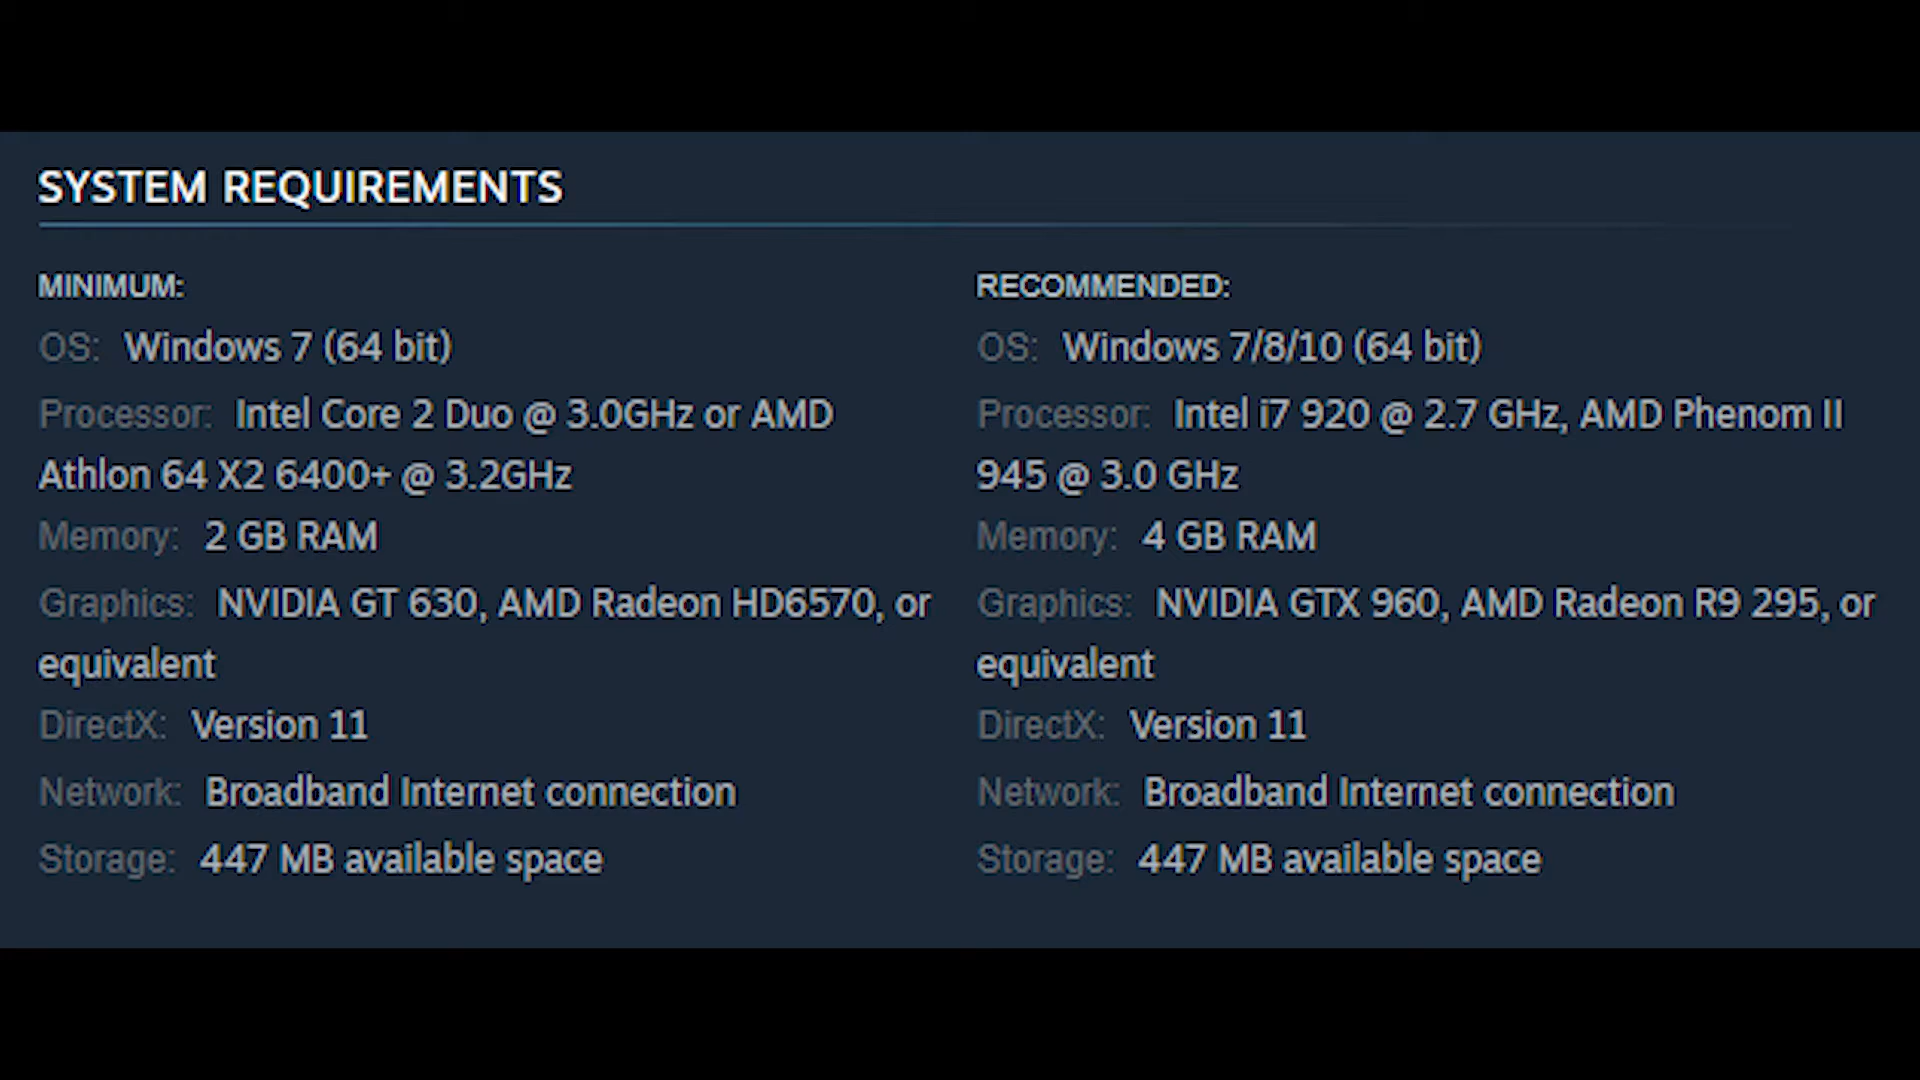 SYSTEM REQUIREMENTS
MINIMUM:
OS: Windows 7 (64 bit)
Processor: Intel Core 2 Duo @ 3.0GHz or AMD
Athlon 64 X2 6400+ @ 3.2GHz
Memory: 2 GB RAM
Graphics: NVIDIA GT 630, AMD Radeon HD6570, or
equivalent
DirectX: Version 11
Network: Broadband Internet connection
Storage: 447 MB available space
RECOMMENDED:
OS: Windows 7/8/10 (64 bit)
Processor: Intel i7 920 @ 2.7 GHz, AMD Phenom II
945 @ 3.0 GHz
Memory: 4 GB RAM
Graphics: NVIDIA GTX 960, AMD Radeon R9 295, or
equivalent
DirectX: Version 11
Network: Broadband Internet connection
Storage: 447 MB available space